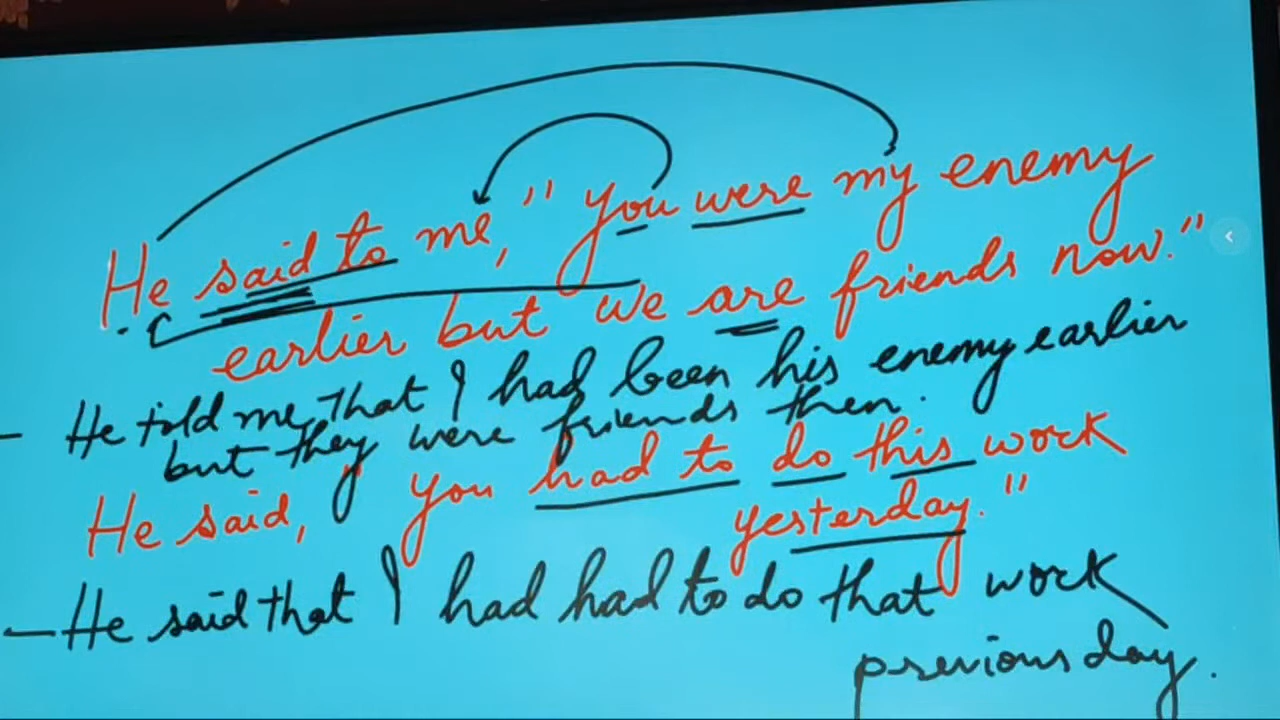 He said to me, " You were my enemy
earlier but we are friends now."
- He told me that I had been his enemy earlier
but they were friends then.
He said, " You had to do this work
yesterday."
- He said that I had had to do that work
previous day.